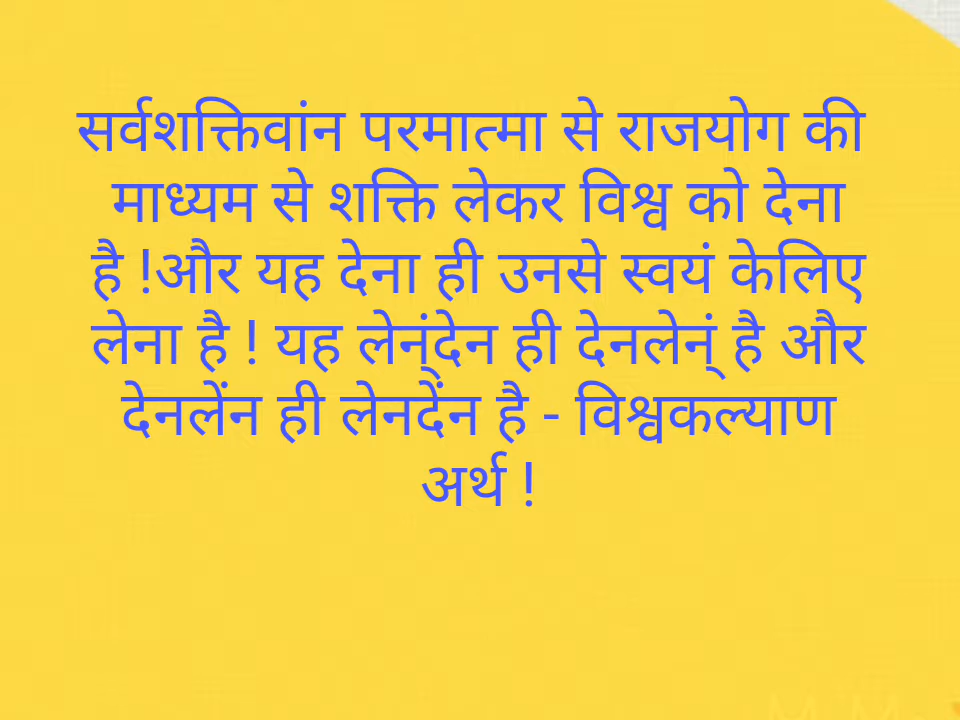 सर्वशक्तिवांन परमात्मा से राजयोग की
माध्यम से शक्ति लेकर विश्व को देना
है !और यह देना ही उनसे स्वयं केलिए
लेना है ! यह लेन्ंदेन ही देनलेन्ं है और
देनलेंन ही लेनदेंन है - विश्वकल्याण
अर्थ !